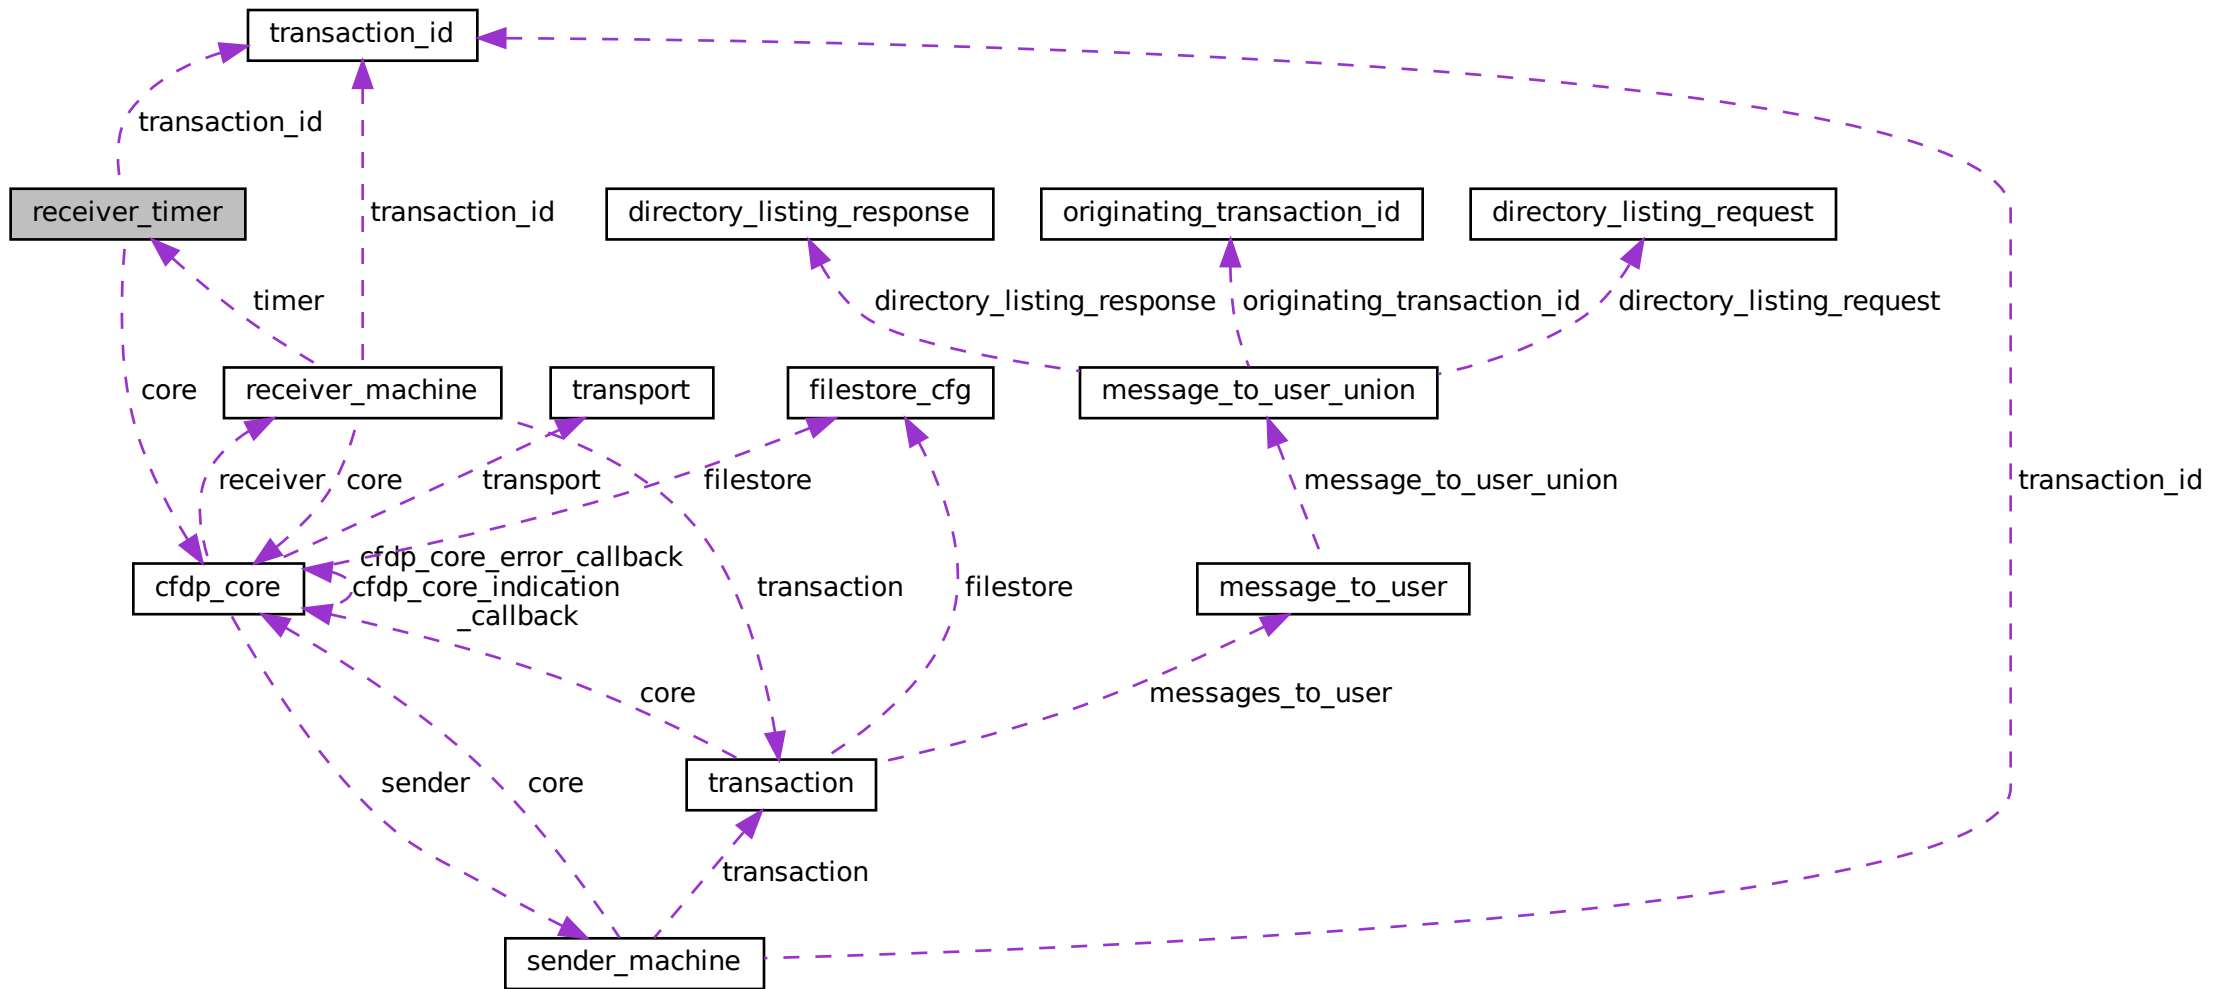 transaction_id
transaction_id
receiver_timer
transaction_id
directory_listing_response
originating_transaction_id
directory_listing_request
timer
directory_listing_response
originating_transaction_id
directory_listing_request
core
receiver_machine
transport
filestore_cfg
message_to_user_union
receiver
core
transport
filestore
message_to_user_union
transaction_id
cfdp_core
cfdp_core_error_callback
cfdp_core_indication
_callback
transaction
filestore
message_to_user
core
messages_to_user
sender
core
transaction
transaction
sender_machine